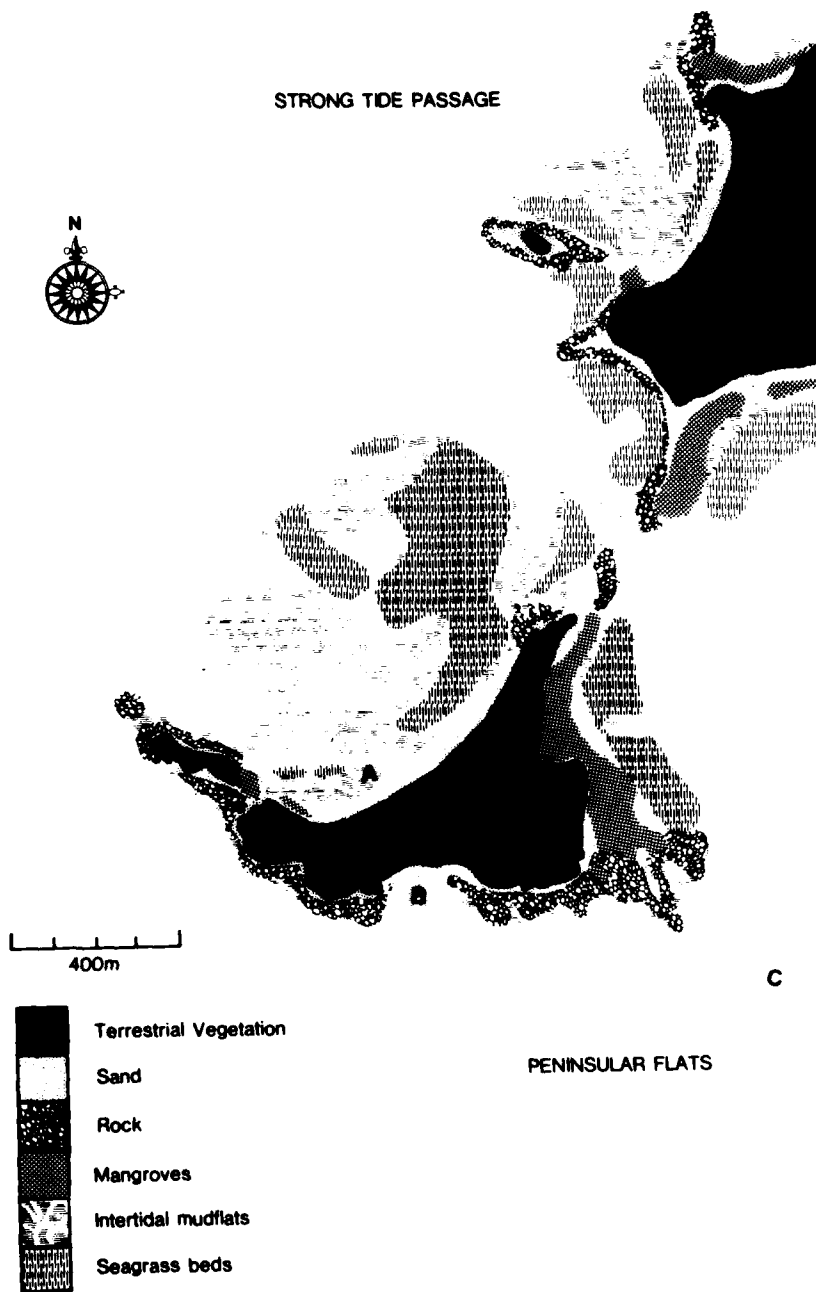 STRONG TIDE PASSAGE
N
A
B
400m
C
Terrestrial Vegetation
PENINSULAR FLATS
Sand
Rock
Mangroves
Intertidal mudflats
Seagrass beds